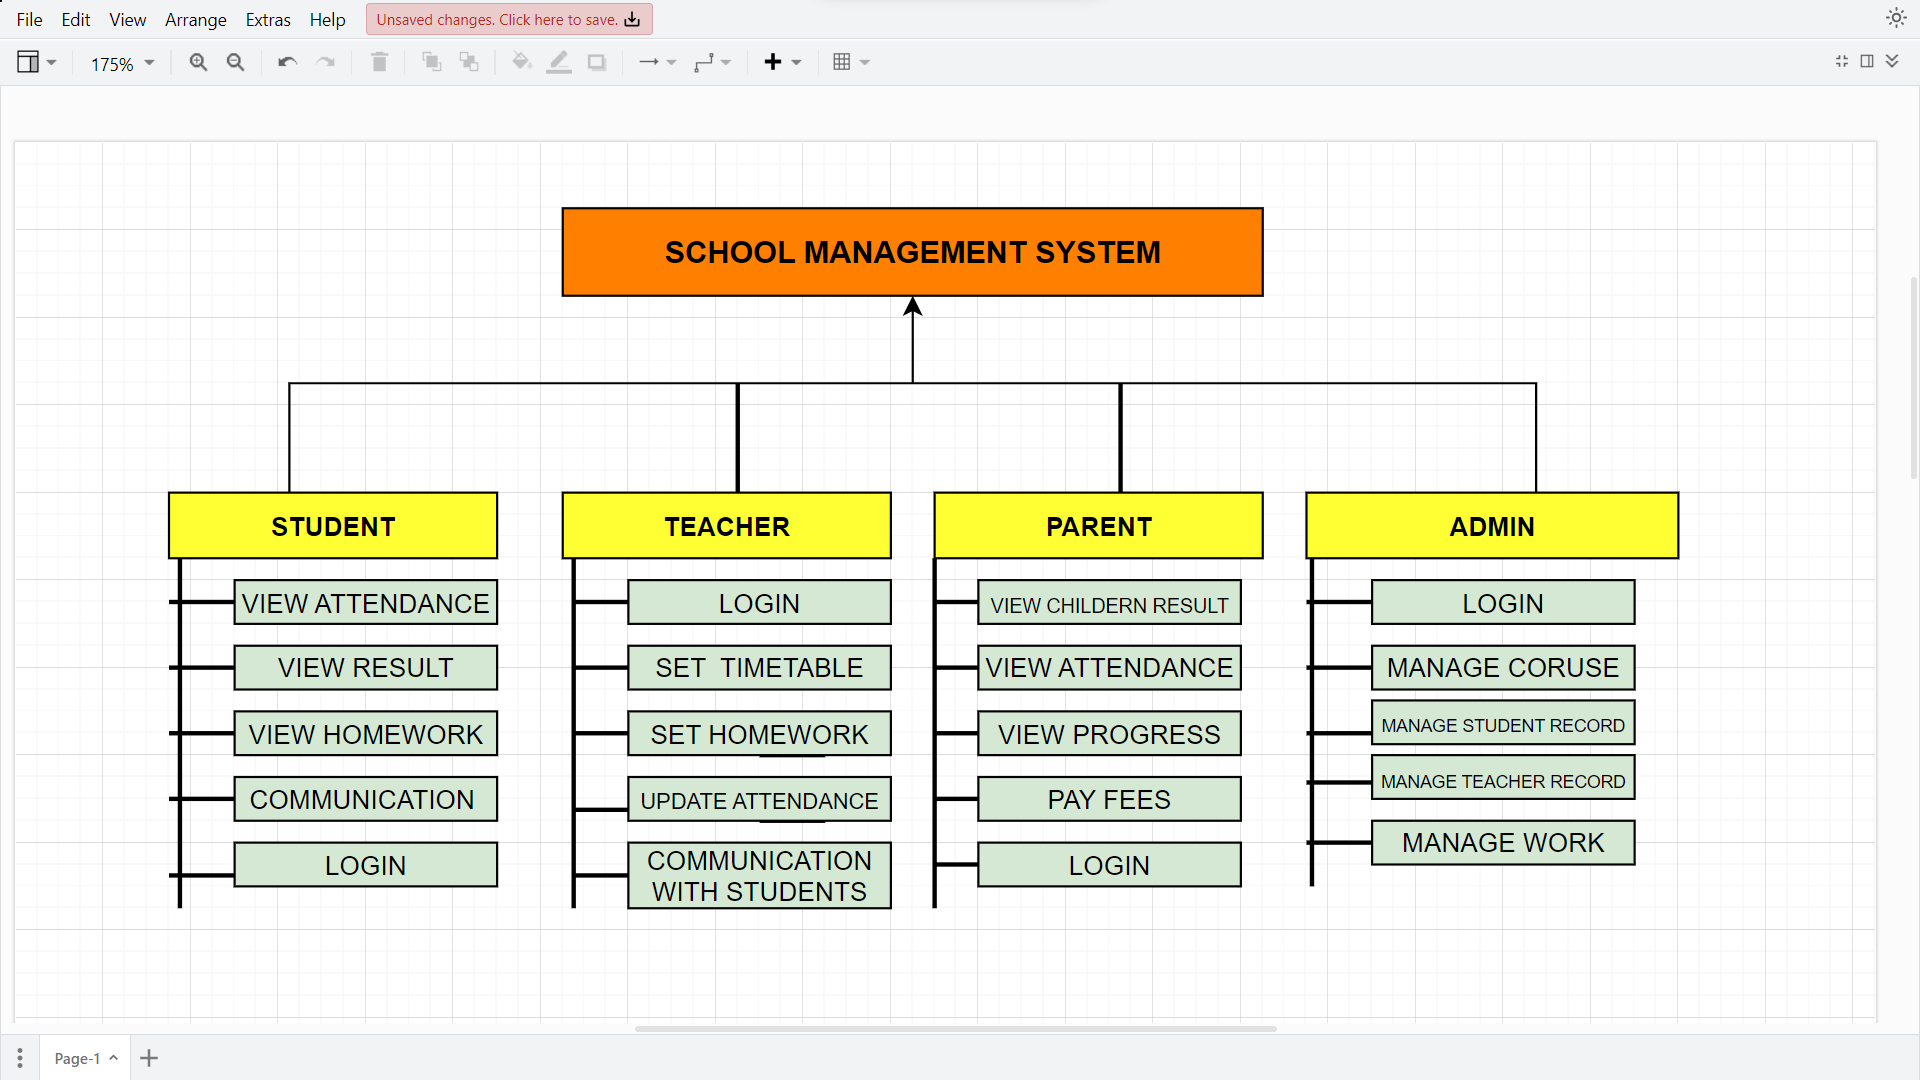 File Edit View Arrange Extras Help Unsaved changes. Click here to save.
175%
SCHOOL MANAGEMENT SYSTEM
STUDENT
VIEW ATTENDANCE
VIEW RESULT
VIEW HOMEWORK
COMMUNICATION
LOGIN
TEACHER
LOGIN
SET  TIMETABLE
SET HOMEWORK
UPDATE ATTENDANCE
COMMUNICATION
WITH STUDENTS
PARENT
VIEW CHILDERN RESULT
VIEW ATTENDANCE
VIEW PROGRESS
PAY FEES
LOGIN
ADMIN
LOGIN
MANAGE CORUSE
MANAGE STUDENT RECORD
MANAGE TEACHER RECORD
MANAGE WORK
Page-1